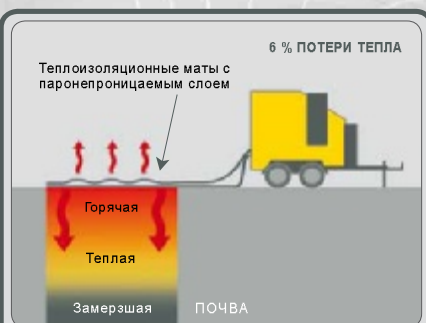 6 % ПОТЕРИ ТЕПЛА
Теплоизоляционные маты с
паронепроницаемым слоем
Горячая
Теплая
Замерзшая
ПОЧВА